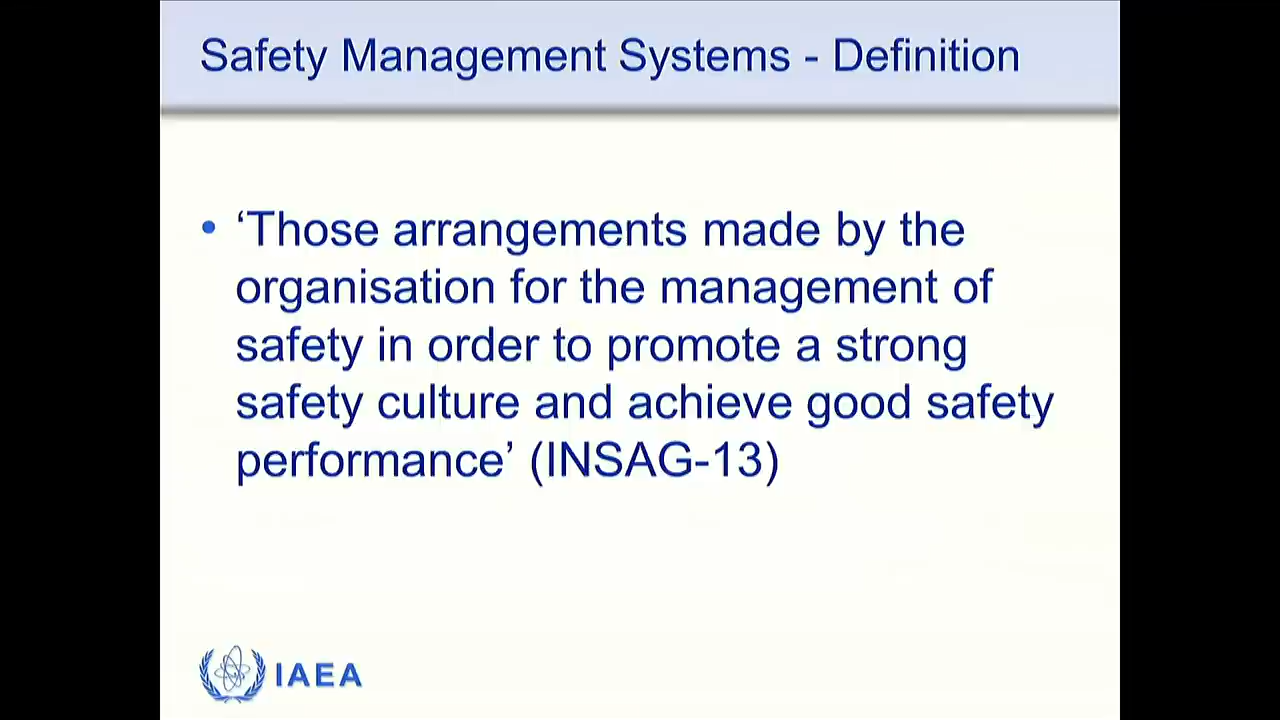 Safety Management Systems - Definition
• ‘Those arrangements made by the
organisation for the management of
safety in order to promote a strong
safety culture and achieve good safety
performance’ (INSAG-13)
IAEA